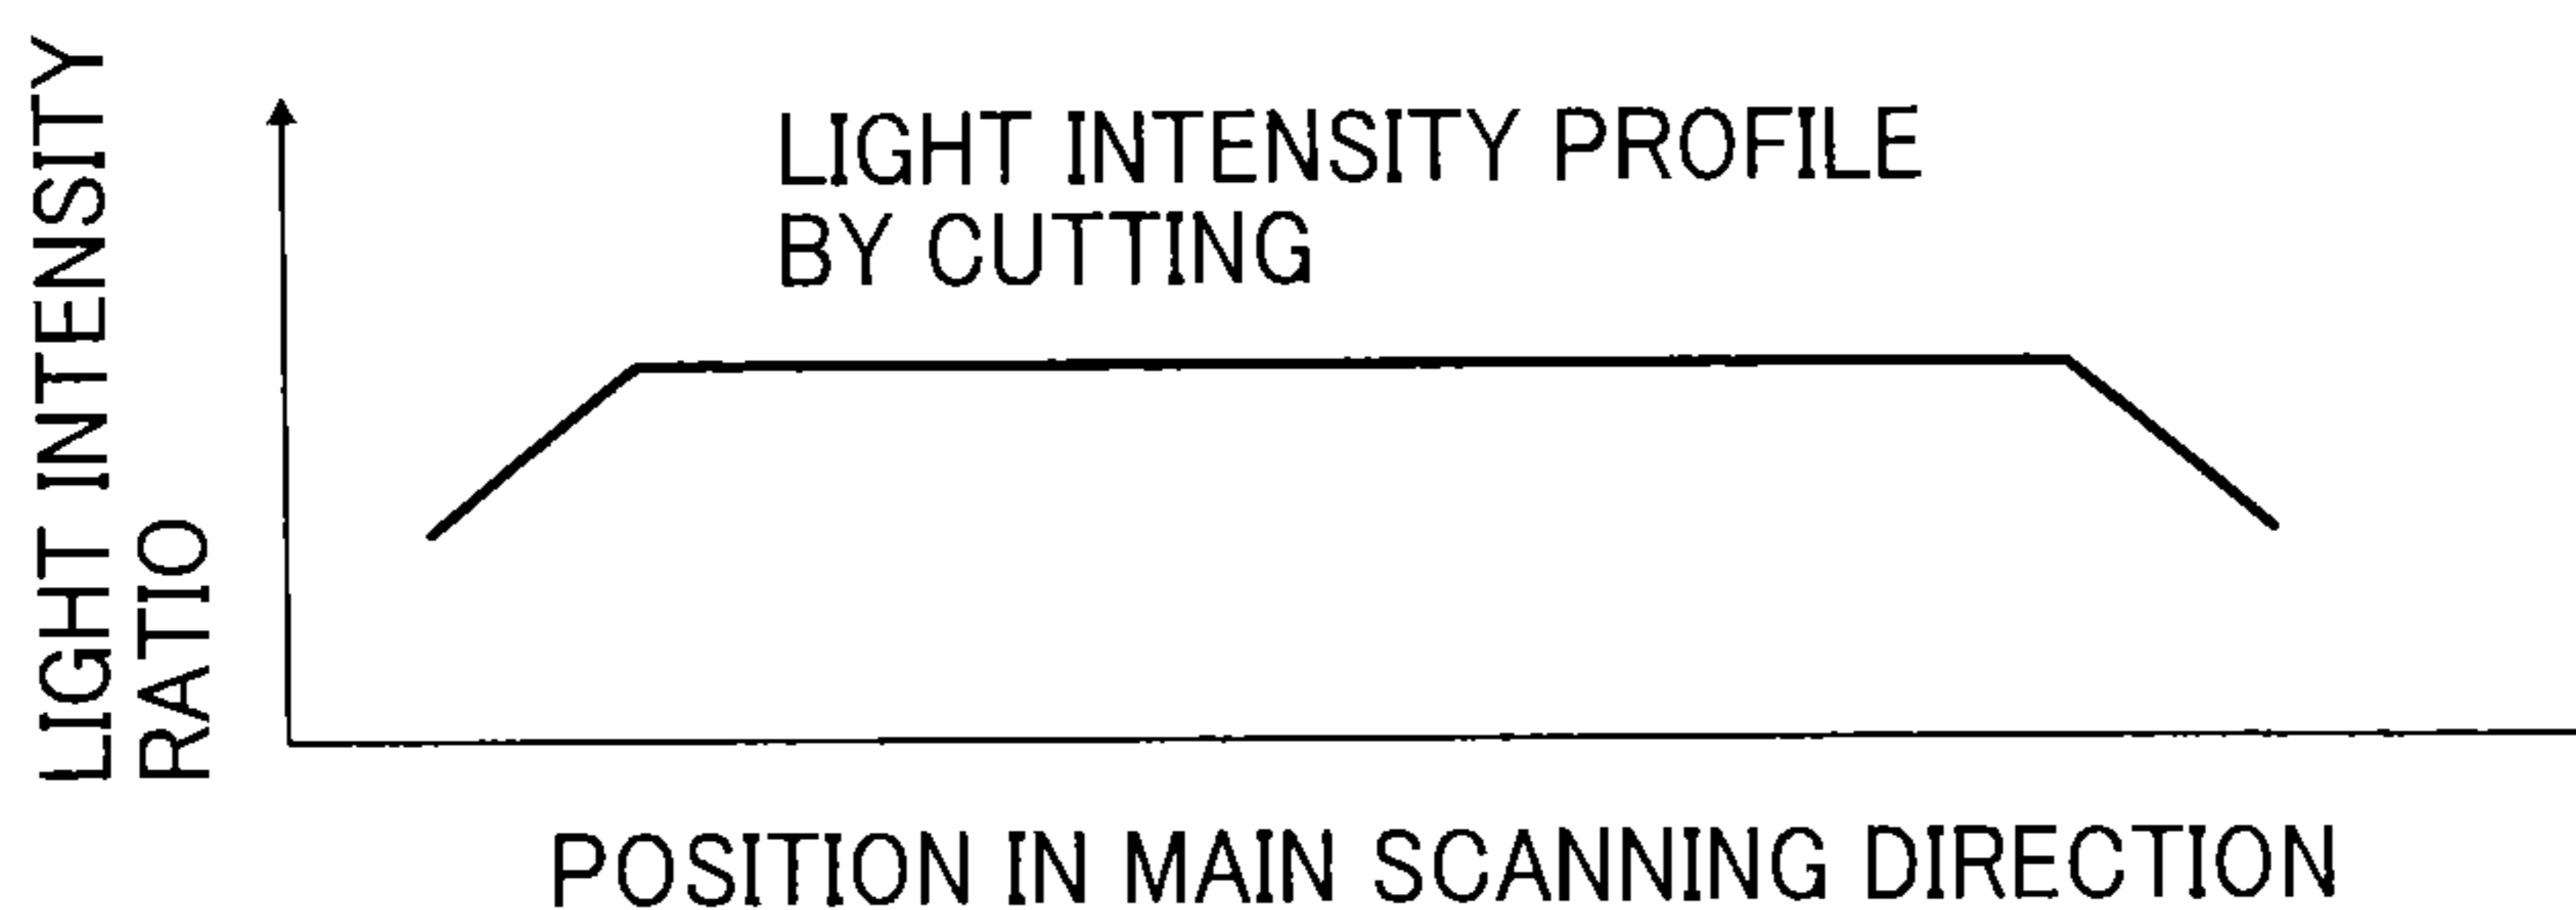 LIGHT INTENSITY
RATIO
LIGHT INTENSITY PROFILE
BY CUTTING
POSITION IN MAIN SCANNING DIRECTION